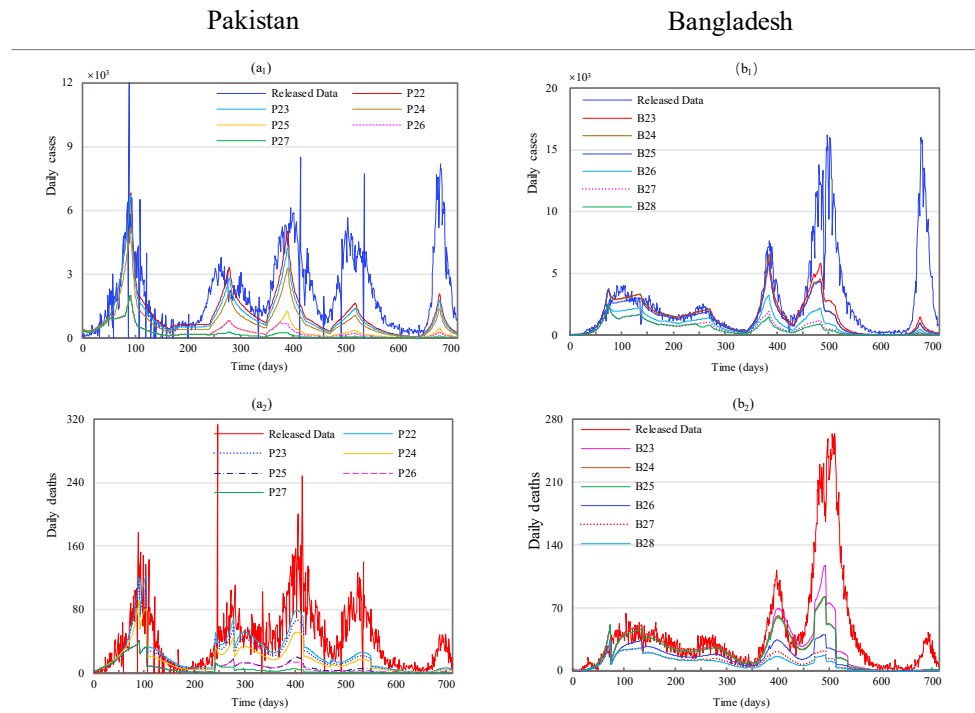 Pakistan
Bangladesh
(a₁)
×10³
12
9
6
3
0
Daily cases
Released Data
P22
P23
P24
P25
P26
P27
0 100 200 300 400 500 600 700
Time (days)
(b₁)
×10³
20
15
10
5
0
Daily cases
Released Data
B23
B24
B25
B26
B27
B28
0 100 200 300 400 500 600 700
Time (days)
(a₂)
320
240
160
80
0
Daily deaths
Released Data
P22
P23
P24
P25
P26
P27
0 100 200 300 400 500 600 700
Time (days)
(b₂)
280
210
140
70
0
Daily deaths
Released Data
B23
B24
B25
B26
B27
B28
0 100 200 300 400 500 600 700
Time (days)